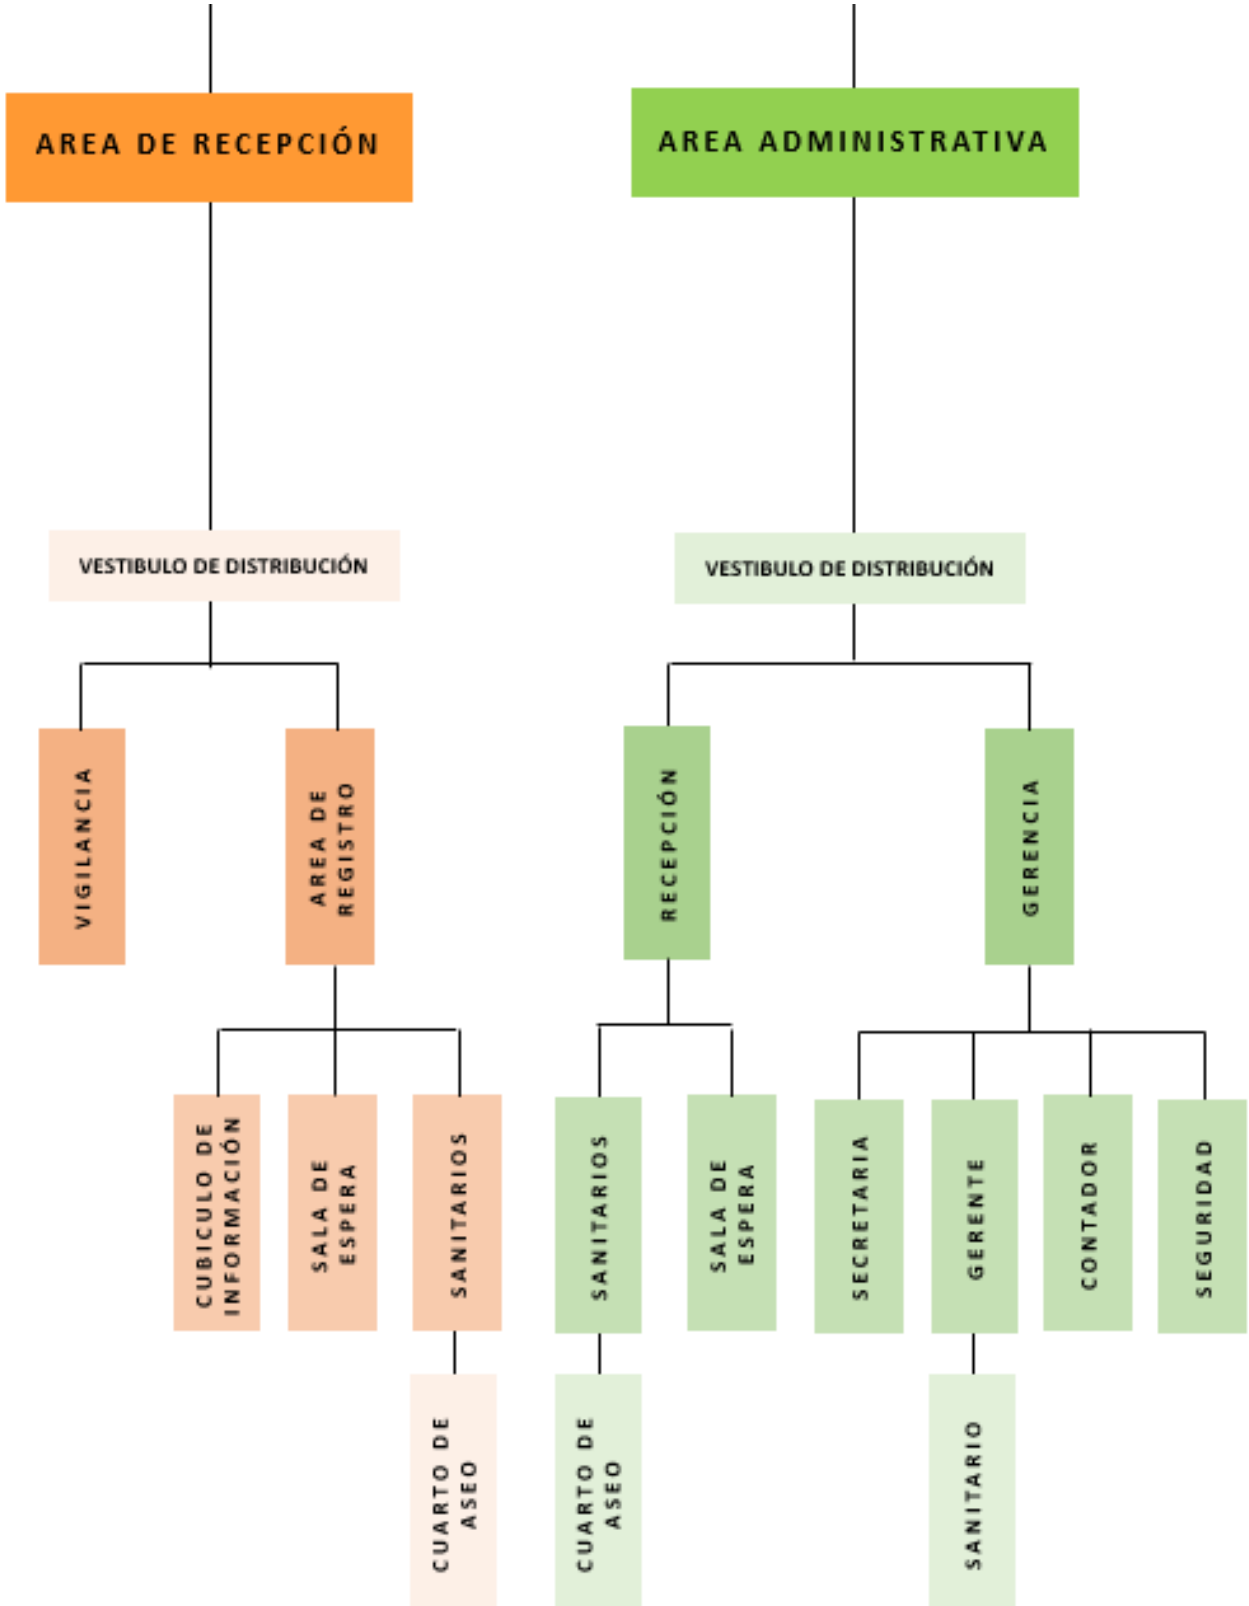 AREA DE RECEPCIÓN
AREA ADMINISTRATIVA
VESTIBULO DE DISTRIBUCIÓN
VESTIBULO DE DISTRIBUCIÓN
VIGILANCIA
AREA DE
REGISTRO
RECEPCIÓN
GERENCIA
CUBICULO DE
INFORMACIÓN
SALA DE
ESPERA
SANITARIOS
SANITARIOS
SALA DE
ESPERA
SECRETARIA
GERENTE
CONTADOR
SEGURIDAD
CUARTO DE
ASEO
CUARTO DE
ASEO
SANITARIO